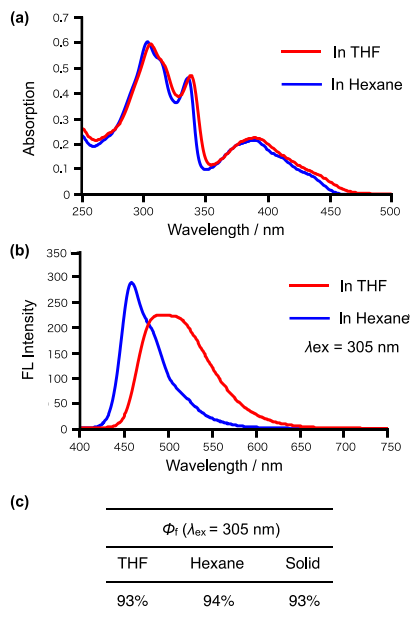 (a)
0.7
0.6
0.5
0.4
0.3
0.2
0.1
0
Absorption
In THF
In Hexane
250 300 350 400 450 500
Wavelength / nm
(b)
350
300
250
200
150
100
50
0
FL Intensity
In THF
In Hexane
λex = 305 nm
400 450 500 550 600 650 700 750
Wavelength / nm
(c)
Φf (λex = 305 nm)
THF Hexane Solid
93% 94% 93%